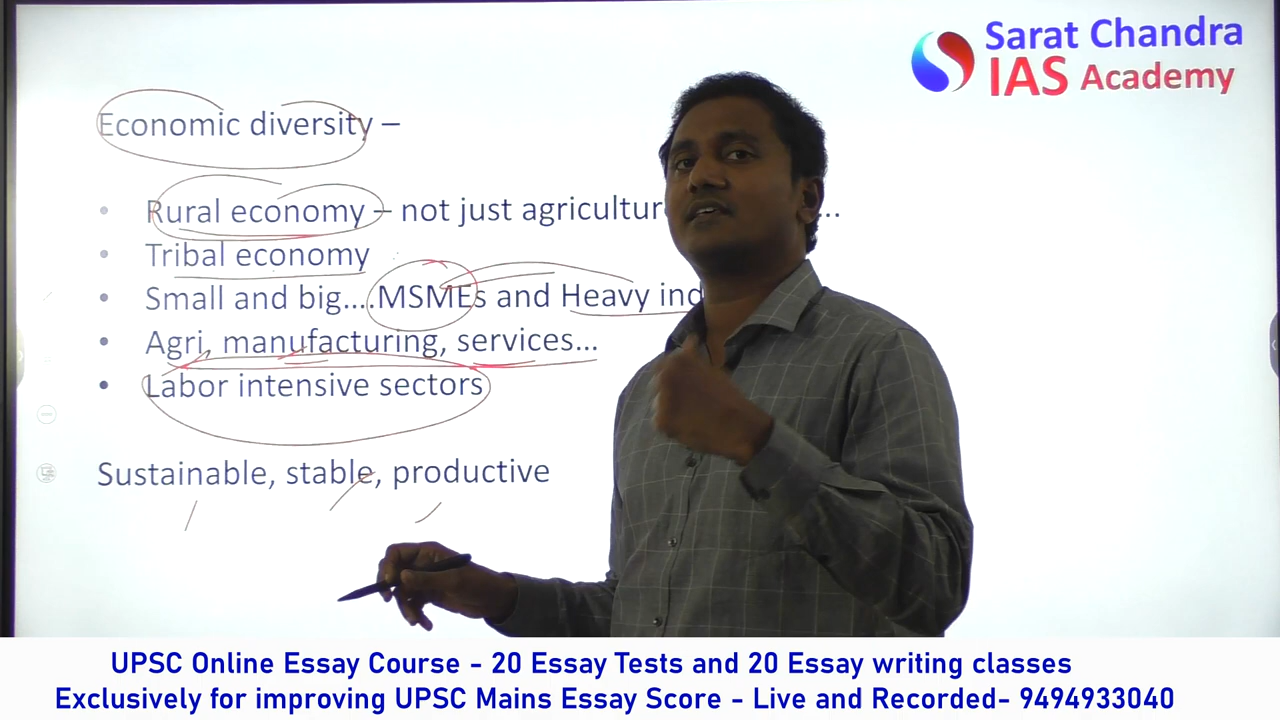 Sarat Chandra
IAS Academy
Economic diversity –
• Rural economy – not just agricultur ...
• Tribal economy
• Small and big....MSMEs and Heavy ind
• Agri, manufacturing, services...
• Labor intensive sectors
Sustainable, stable, productive
UPSC Online Essay Course - 20 Essay Tests and 20 Essay writing classes
Exclusively for improving UPSC Mains Essay Score - Live and Recorded- 9494933040